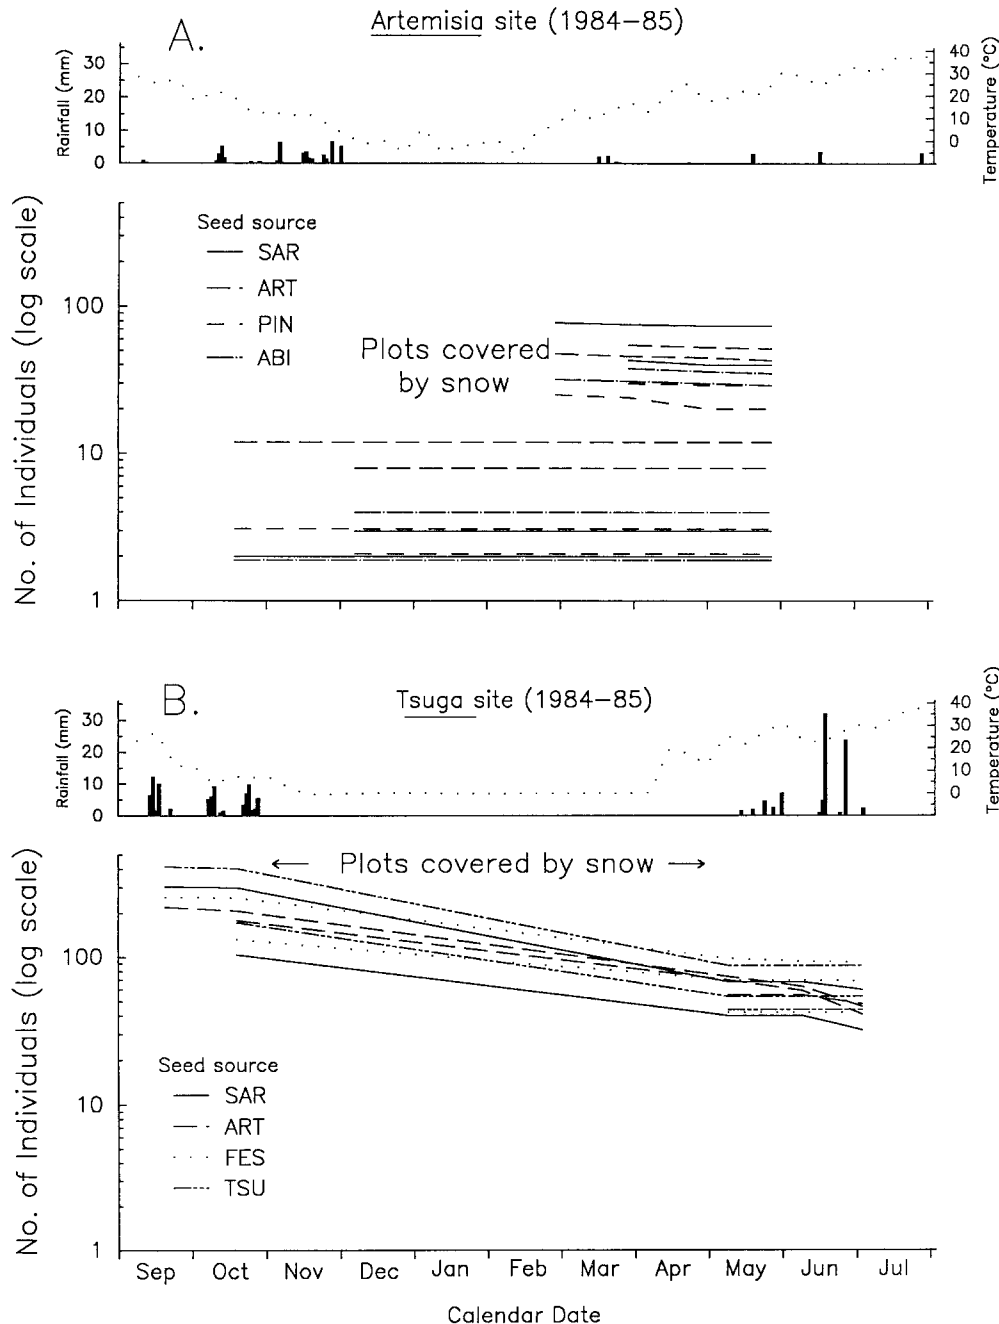 A.
Artemisia site (1984-85)
Rainfall (mm)
30
20
10
0
40
30
20
10
0
Temperature (°C)
No. of Individuals (log scale)
100
10
1
Seed source
SAR
ART
PIN
ABI
Plots covered
by snow
B.
Tsuga site (1984-85)
Rainfall (mm)
30
20
10
0
40
30
20
10
0
Temperature (°C)
No. of Individuals (log scale)
100
10
1
← Plots covered by snow →
Seed source
SAR
ART
FES
TSU
Sep Oct Nov Dec Jan Feb Mar Apr May Jun Jul
Calendar Date